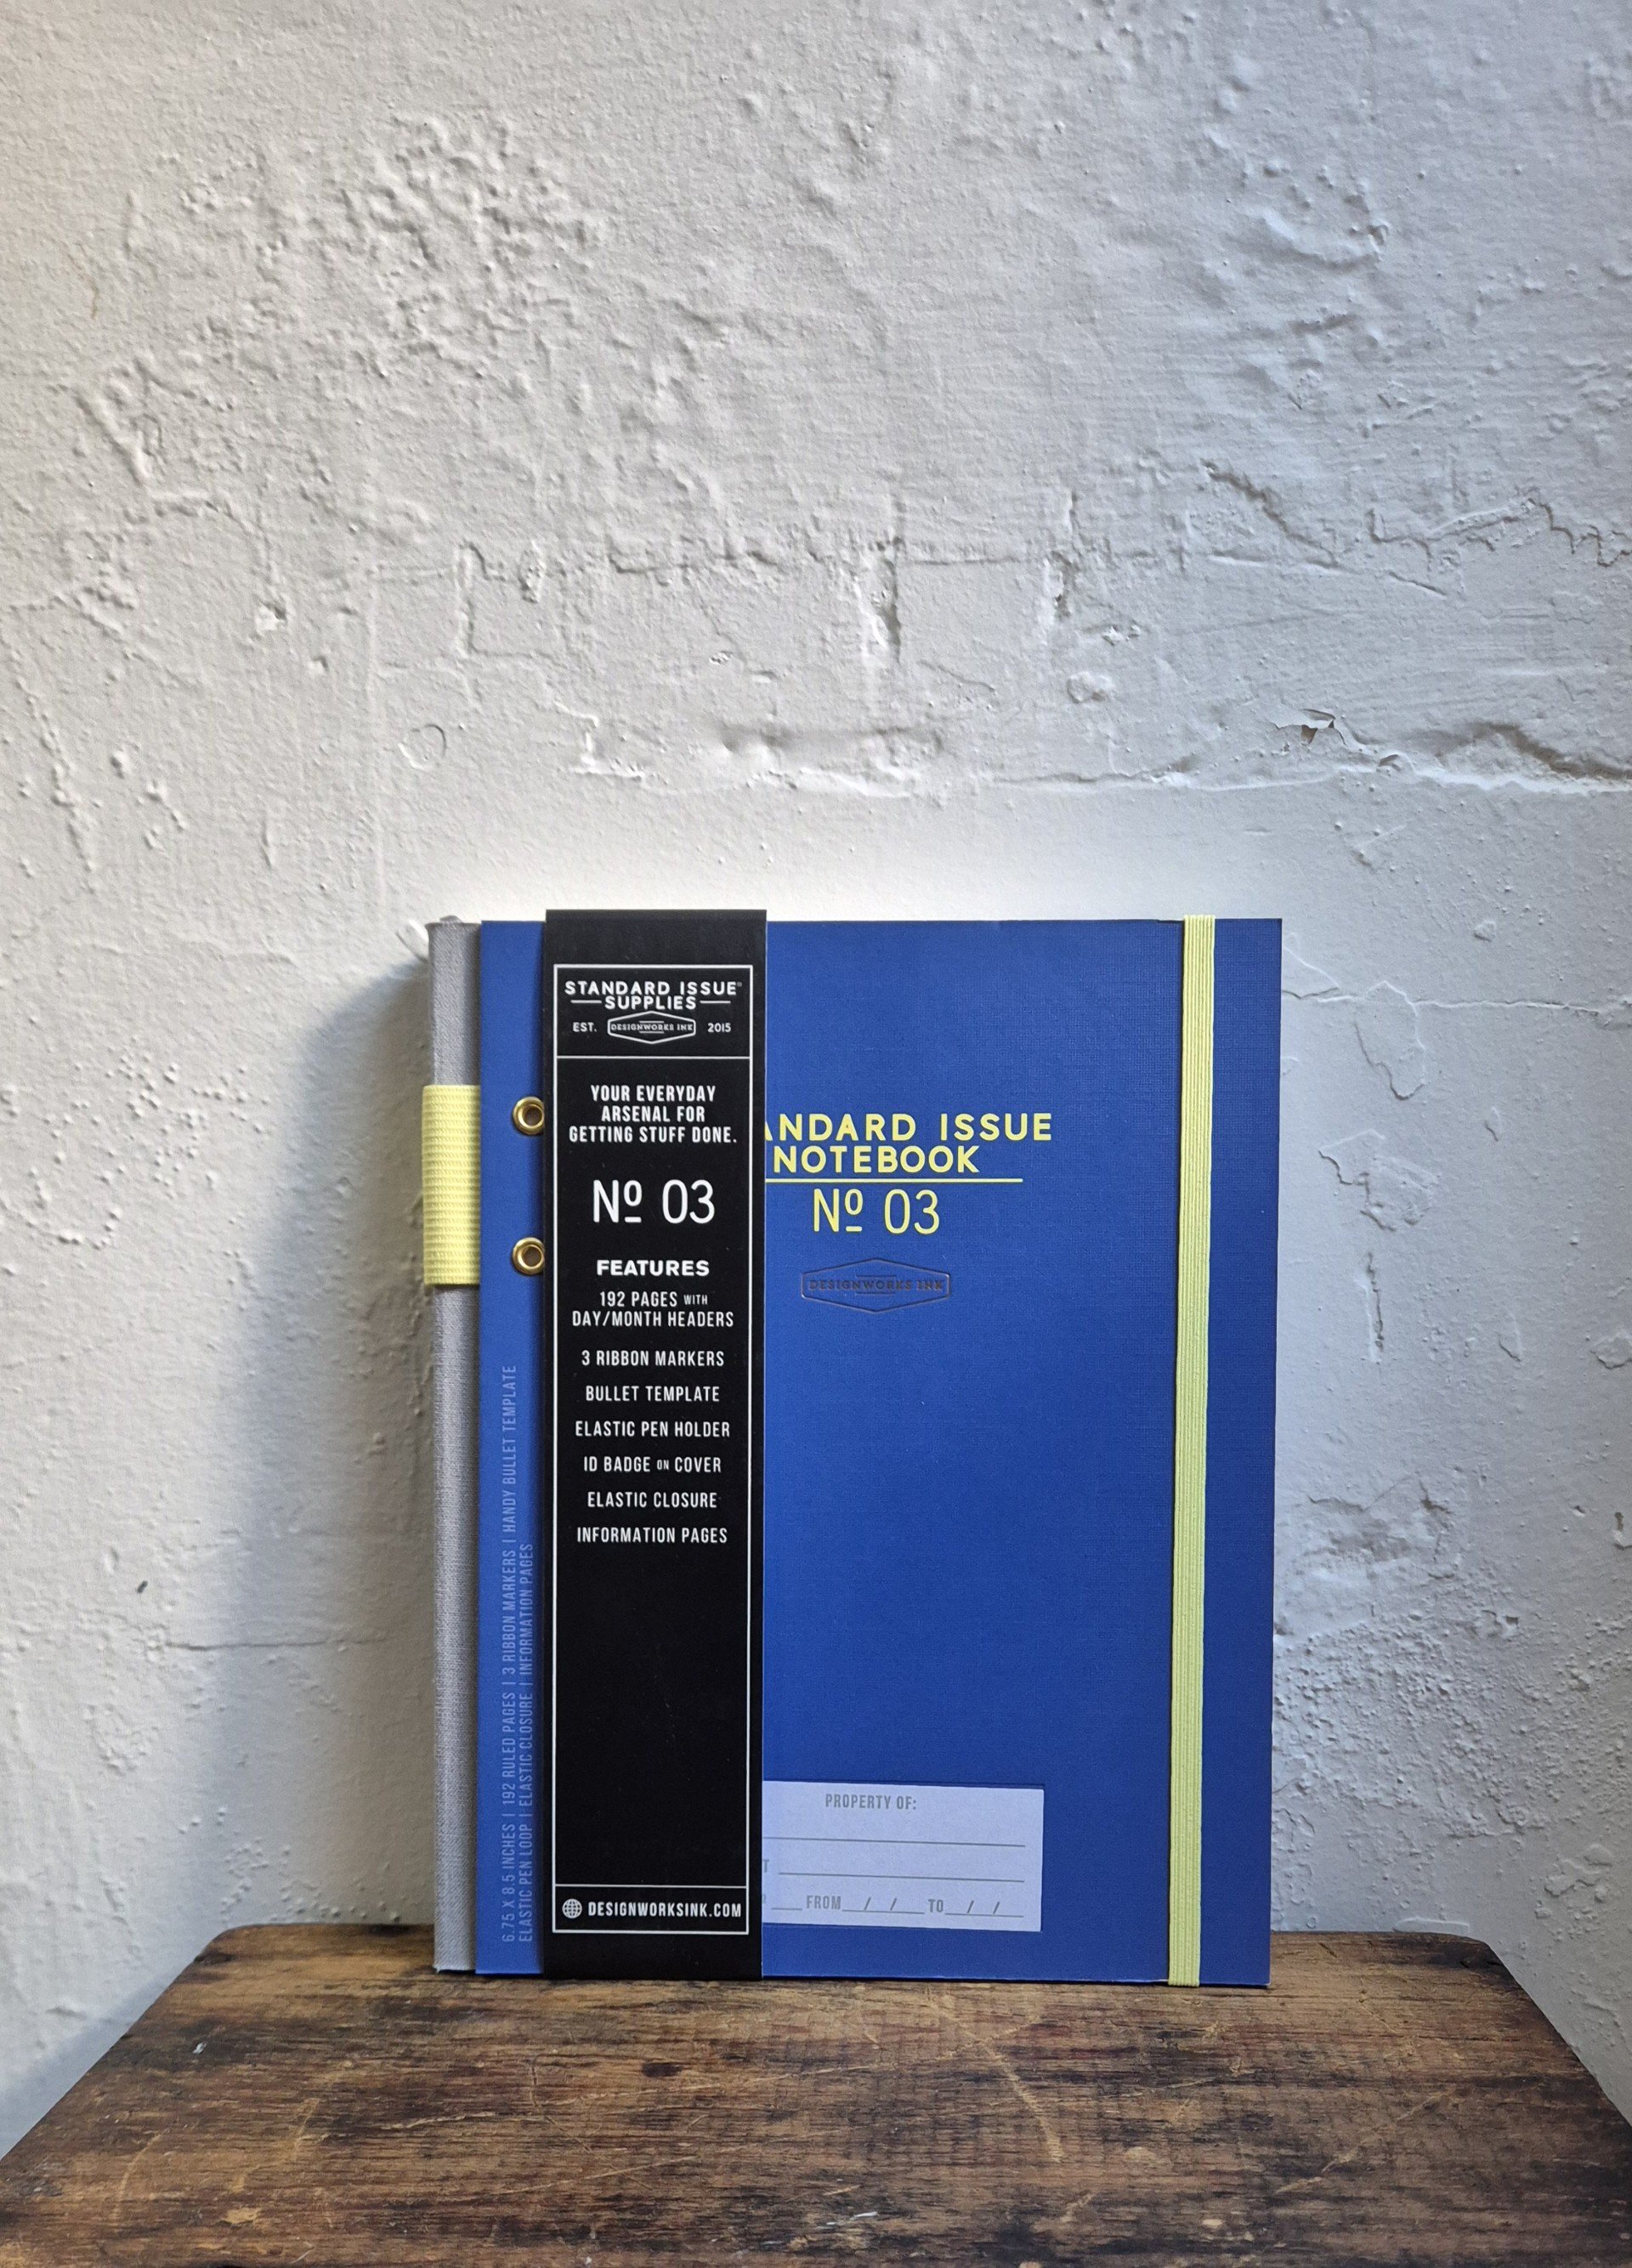 STANDARD ISSUE®
SUPPLIES
EST. DESIGNWORKS INK 2015
YOUR EVERYDAY
ARSENAL FOR
GETTING STUFF DONE.
Nº 03
FEATURES
192 PAGES WITH
DAY/MONTH HEADERS
3 RIBBON MARKERS
BULLET TEMPLATE
ELASTIC PEN HOLDER
ID BADGE ON COVER
ELASTIC CLOSURE
INFORMATION PAGES
DESIGNWORKSINK.COM
ANDARD ISSUE
NOTEBOOK
Nº 03
DESIGNWORKS INK
PROPERTY OF:
T
FROM / / TO / /
6.75 X 8.5 INCHES | 192 RULED PAGES | 3 RIBBON MARKERS | HANDY BULLET TEMPLATE
ELASTIC PEN LOOP | ELASTIC CLOSURE | INFORMATION PAGES